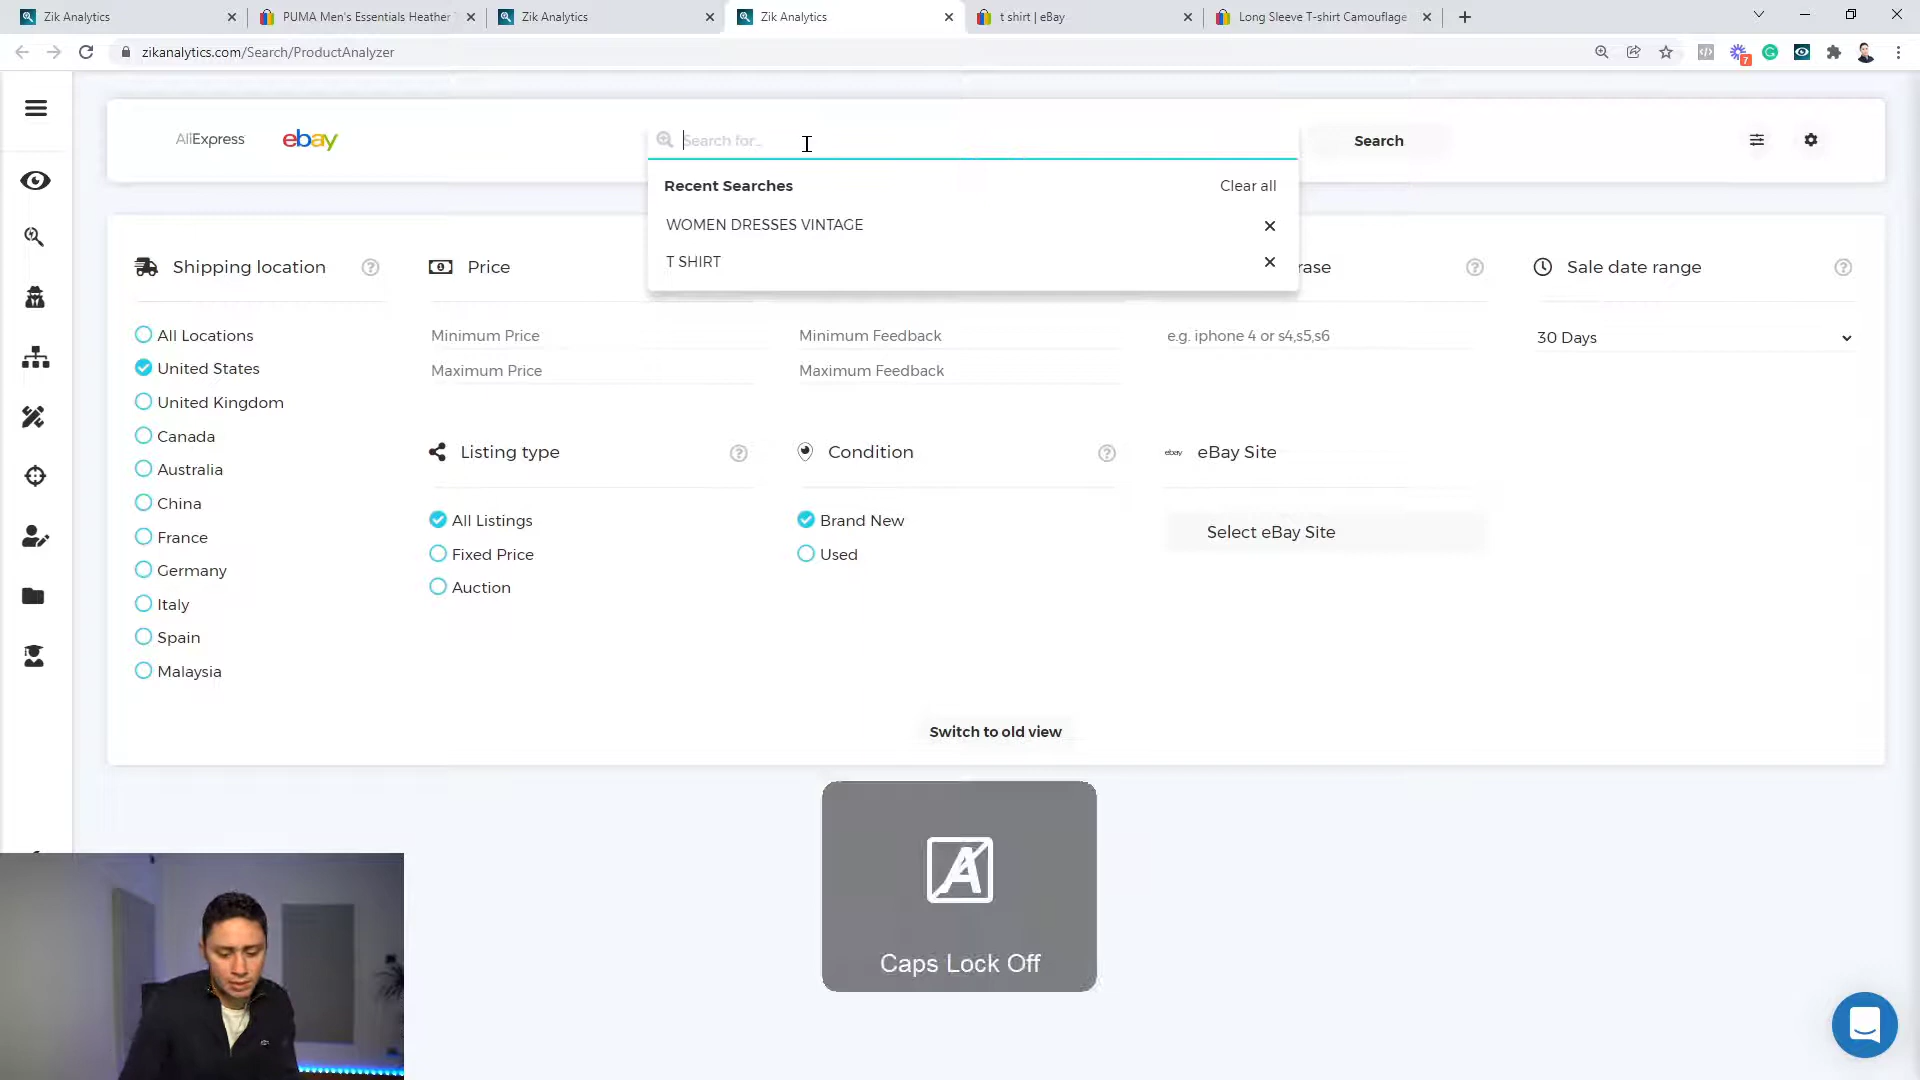 Zik Analytics
PUMA Men's Essentials Heather T
Zik Analytics
Zik Analytics
t shirt | eBay
Long Sleeve T-shirt Camouflage
zikanalytics.com/Search/ProductAnalyzer
7
AliExpress
ebay
Search for...
Search
Recent Searches
Clear all
WOMEN DRESSES VINTAGE
T SHIRT
Shipping location
Price
rase
Sale date range
All Locations
United States
United Kingdom
Canada
Australia
China
France
Germany
Italy
Spain
Malaysia
Minimum Price
Maximum Price
Minimum Feedback
Maximum Feedback
e.g. iphone 4 or s4,s5,s6
30 Days
Listing type
All Listings
Fixed Price
Auction
Condition
Brand New
Used
ebay
eBay Site
Select eBay Site
Switch to old view
A
Caps Lock Off